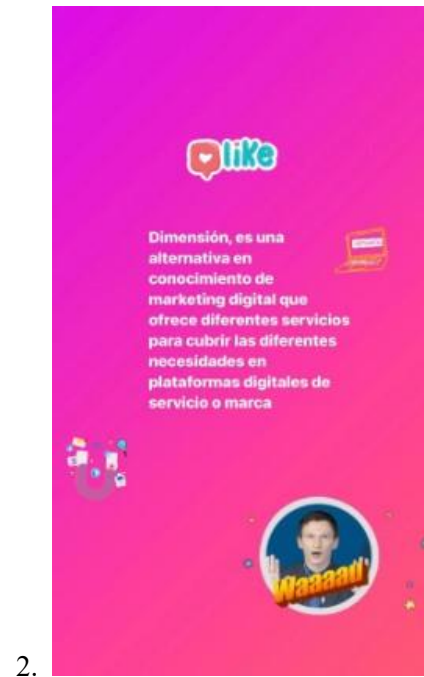 like
Dimensión, es una
alternativa en
conocimiento de
marketing digital que
ofrece diferentes servicios
para cubrir las diferentes
necesidades en
plataformas digitales de
servicio o marca
Waaaau
2.